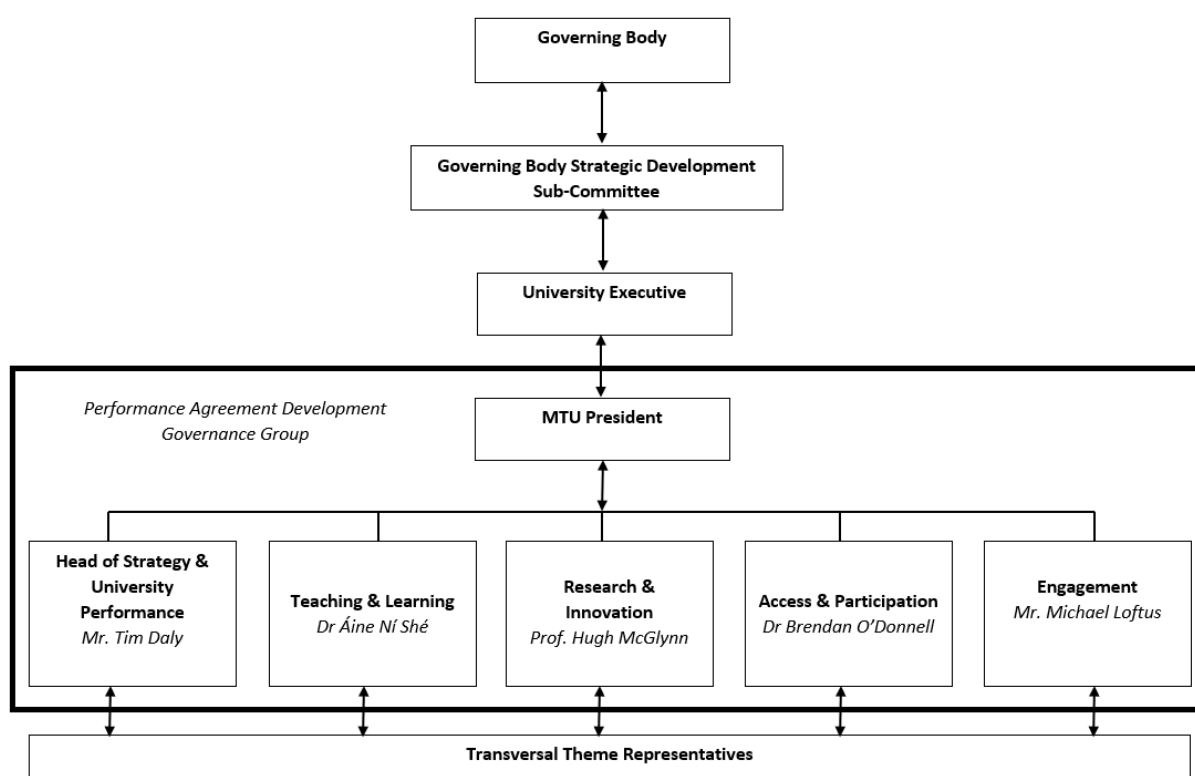 Governing Body
Governing Body Strategic Development
Sub-Committee
University Executive
Performance Agreement Development
Governance Group
MTU President
Head of Strategy &
University
Performance
Mr. Tim Daly
Teaching & Learning
Dr Áine Ní Shé
Research &
Innovation
Prof. Hugh McGlynn
Access & Participation
Dr Brendan O’Donnell
Engagement
Mr. Michael Loftus
Transversal Theme Representatives